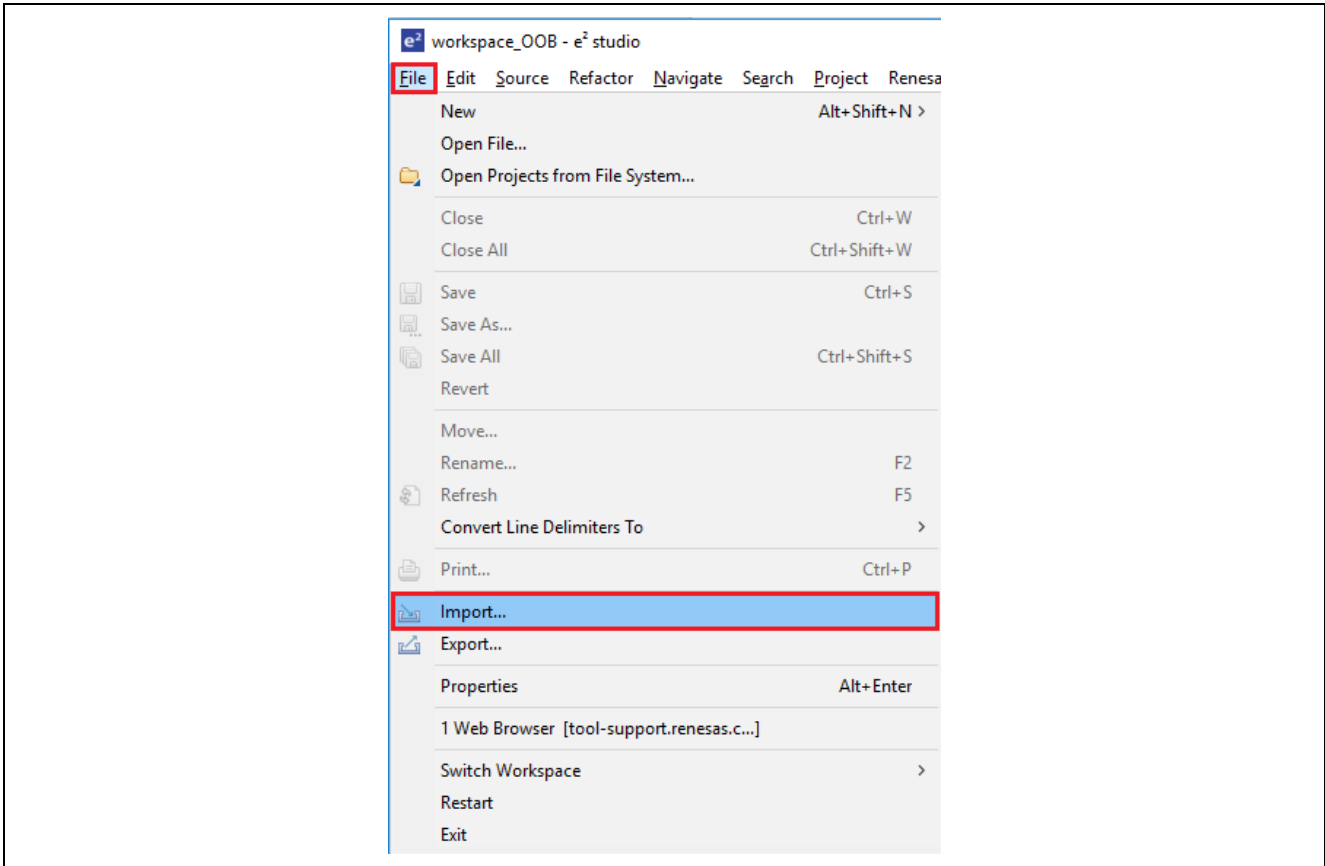 e² workspace_OOB - e² studio
File Edit Source Refactor Navigate Search Project Renesa
New Alt+Shift+N >
Open File...
Open Projects from File System...
Close Ctrl+W
Close All Ctrl+Shift+W
Save Ctrl+S
Save As...
Save All Ctrl+Shift+S
Revert
Move...
Rename... F2
Refresh F5
Convert Line Delimiters To >
Print... Ctrl+P
Import...
Export...
Properties Alt+Enter
1 Web Browser [tool-support.renesas.c...]
Switch Workspace >
Restart
Exit